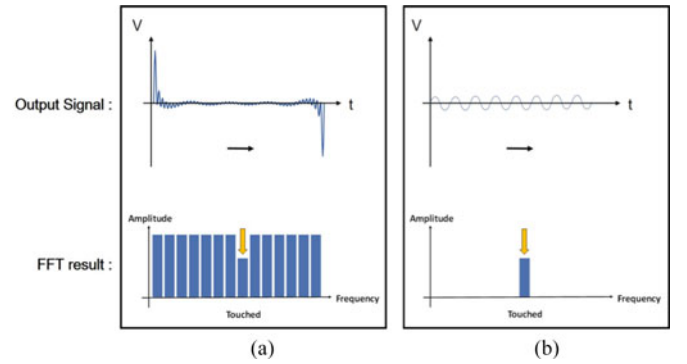 V
V
Output Signal :
t
t
Amplitude
Amplitude
FFT result :
Frequency
Frequency
Touched
Touched
(a)
(b)